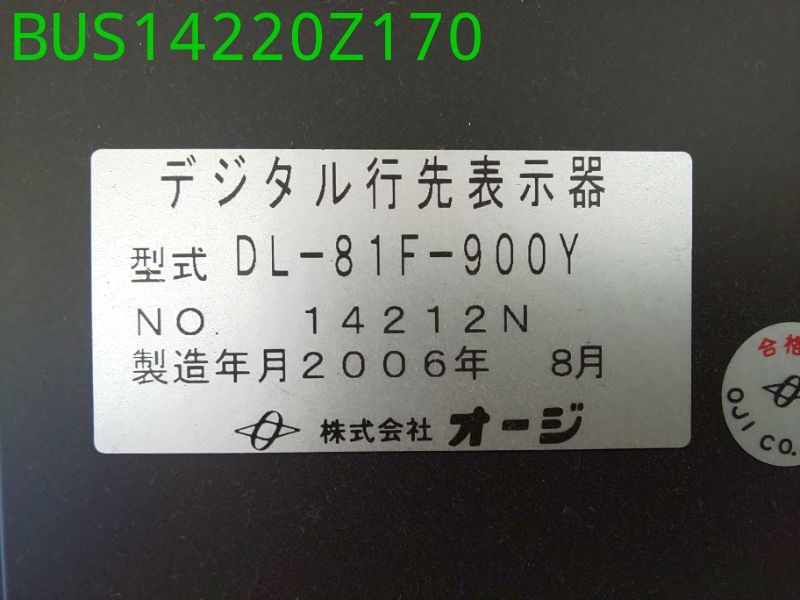 BUS14220Z170
デジタル行先表示器
型式 DL-81F-900Y
NO. 14212N
製造年月2006年 8月
株式会社 オージ
合格
OJI CO.